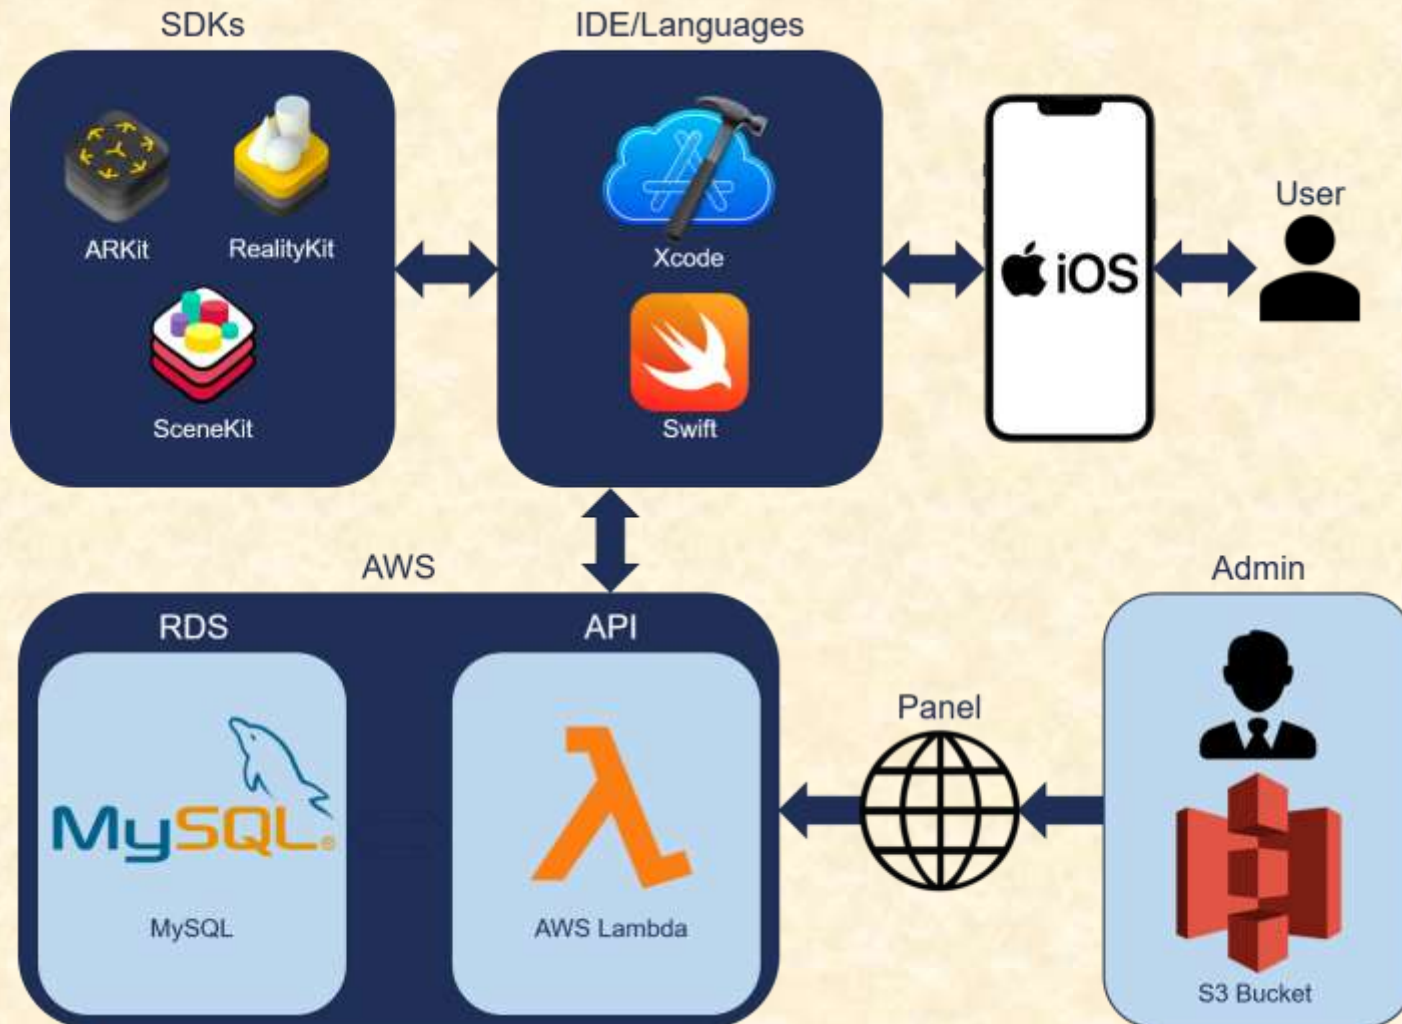 SDKs
IDE/Languages
ARKit
RealityKit
SceneKit
Xcode
Swift
iOS
User
AWS
RDS
API
MySQL®
MySQL
AWS Lambda
Panel
Admin
S3 Bucket